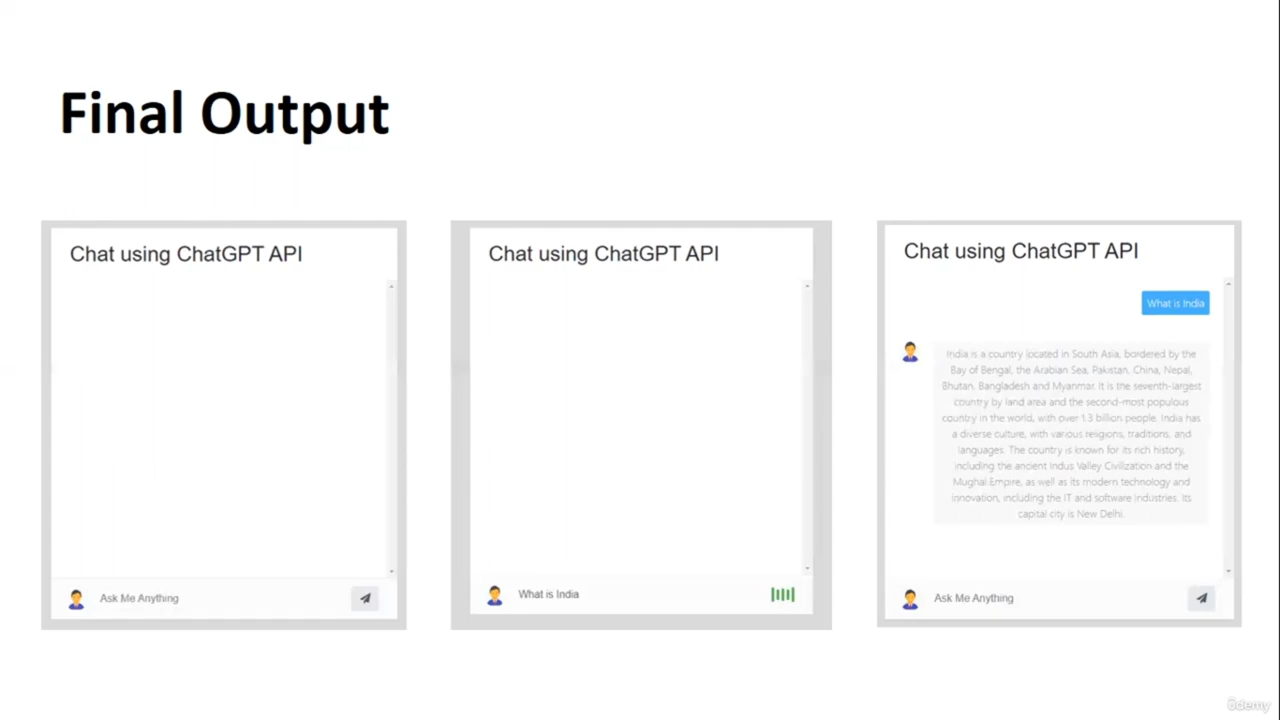 Final Output
Chat using ChatGPT API
Ask Me Anything
Chat using ChatGPT API
What is India
Chat using ChatGPT API
What is India
India is a country located in South Asia, bordered by the
Bay of Bengal, the Arabian Sea, Pakistan, China, Nepal,
Bhutan, Bangladesh and Myanmar. It is the seventh-largest
country by land area and the second-most populous
country in the world, with over 1.3 billion people. India has
a diverse culture, with various religions, traditions, and
languages. The country is known for its rich history,
including the ancient Indus Valley Civilization and the
Mughal Empire, as well as its modern technology and
innovation, including the IT and software industries. Its
capital city is New Delhi.
Ask Me Anything
ûdemy